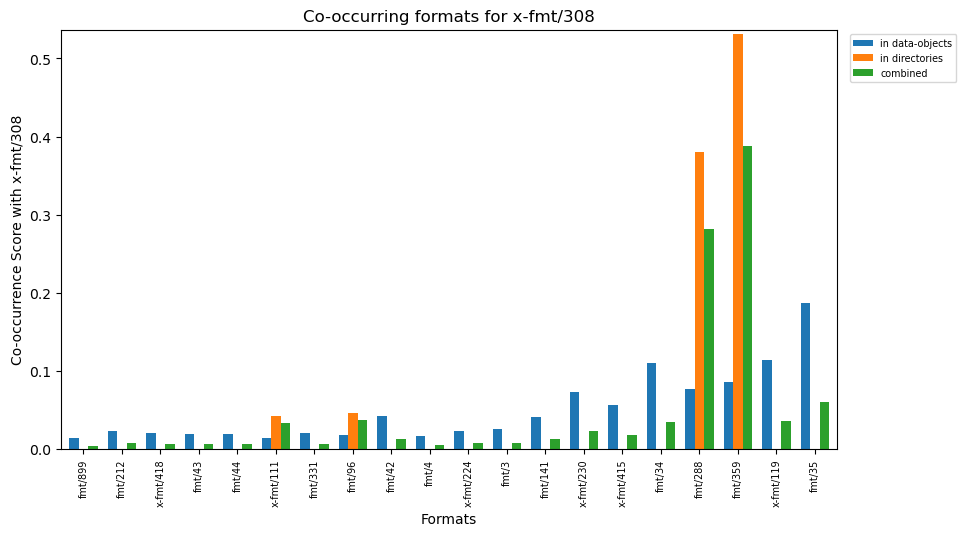 Co-occurring formats for x-fmt/308
in data-objects
in directories
combined
Co-occurrence Score with x-fmt/308
0.5
0.4
0.3
0.2
0.1
0.0
fmt/899
fmt/212
x-fmt/418
fmt/43
fmt/44
x-fmt/111
fmt/331
fmt/96
fmt/42
fmt/4
x-fmt/224
fmt/3
fmt/141
x-fmt/230
x-fmt/415
fmt/34
fmt/288
fmt/359
x-fmt/119
fmt/35
Formats